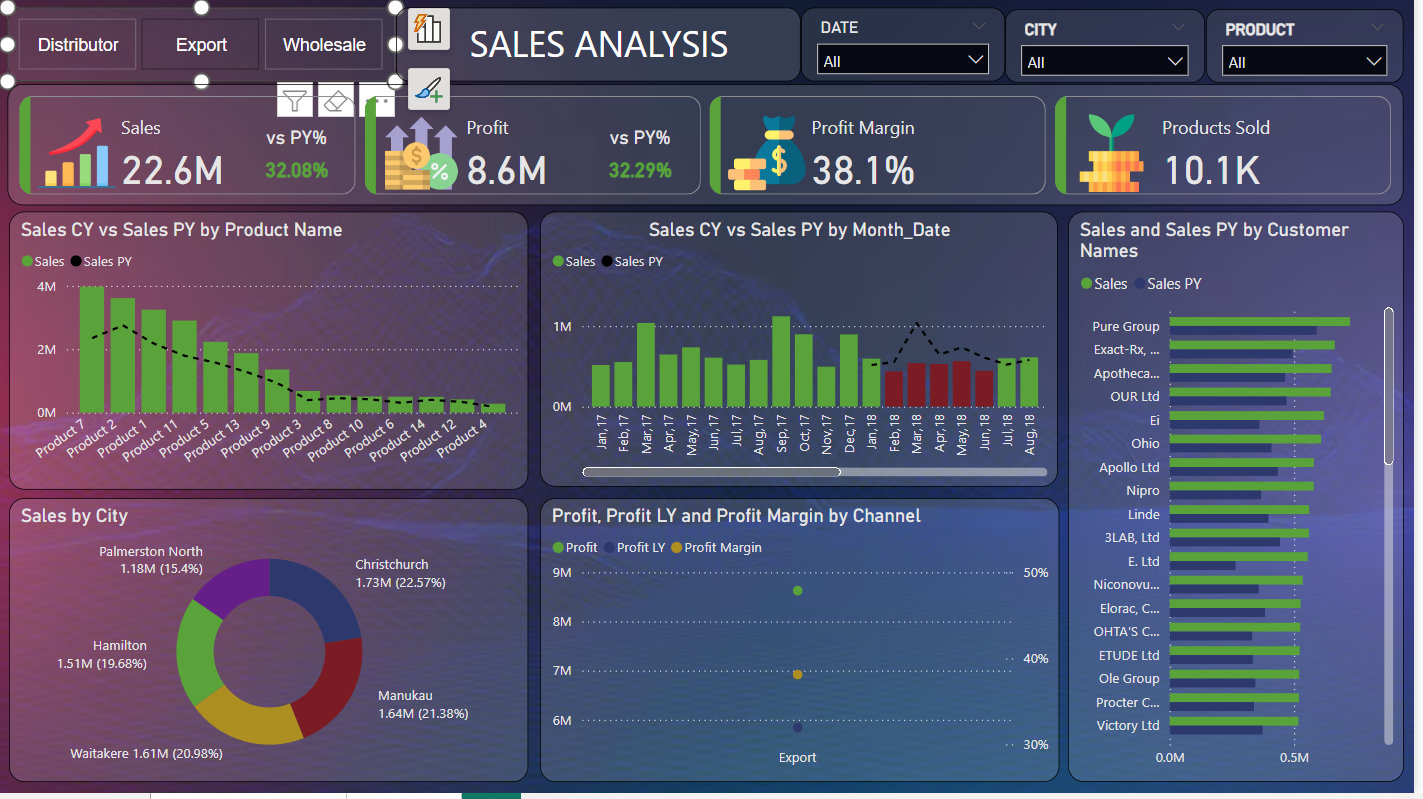 Distributor
Export
Wholesale
SALES ANALYSIS
DATE
All
CITY
All
PRODUCT
All
Sales
22.6M
vs PY%
32.08%
Profit
8.6M
vs PY%
32.29%
Profit Margin
38.1%
Products Sold
10.1K
Sales CY vs Sales PY by Product Name
Sales Sales PY
4M
2M
0M
Product 7
Product 2
Product 1
Product 11
Product 5
Product 13
Product 9
Product 3
Product 8
Product 10
Product 6
Product 14
Product 12
Product 4
Sales CY vs Sales PY by Month_Date
Sales Sales PY
1M
0M
Jan,17
Feb,17
Mar,17
Apr,17
May,17
Jun,17
Jul,17
Aug,17
Sep,17
Oct,17
Nov,17
Dec,17
Jan,18
Feb,18
Mar,18
Apr,18
May,18
Jun,18
Jul,18
Aug,18
Sales and Sales PY by Customer
Names
Sales Sales PY
Pure Group
Exact-Rx, ...
Apotheca...
OUR Ltd
Ei
Ohio
Apollo Ltd
Nipro
Linde
3LAB, Ltd
E. Ltd
Niconovu...
Elorac, C...
OHTA'S C...
ETUDE Ltd
Ole Group
Procter C...
Victory Ltd
0.0M 0.5M
Sales by City
Palmerston North
1.18M (15.4%)
Christchurch
1.73M (22.57%)
Hamilton
1.51M (19.68%)
Manukau
1.64M (21.38%)
Waitakere 1.61M (20.98%)
Profit, Profit LY and Profit Margin by Channel
Profit Profit LY Profit Margin
9M
8M
7M
6M
50%
40%
30%
Export